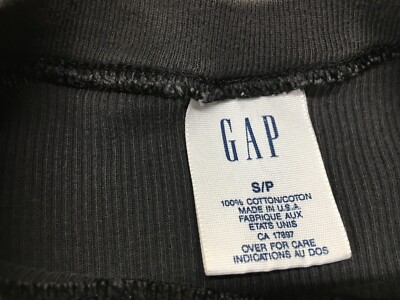 GAP
S/P
100% COTTON/COTON
MADE IN U.S.A.
FABRIQUE AUX
ETATS UNIS
CA 17897
OVER FOR CARE
INDICATIONS AU DOS